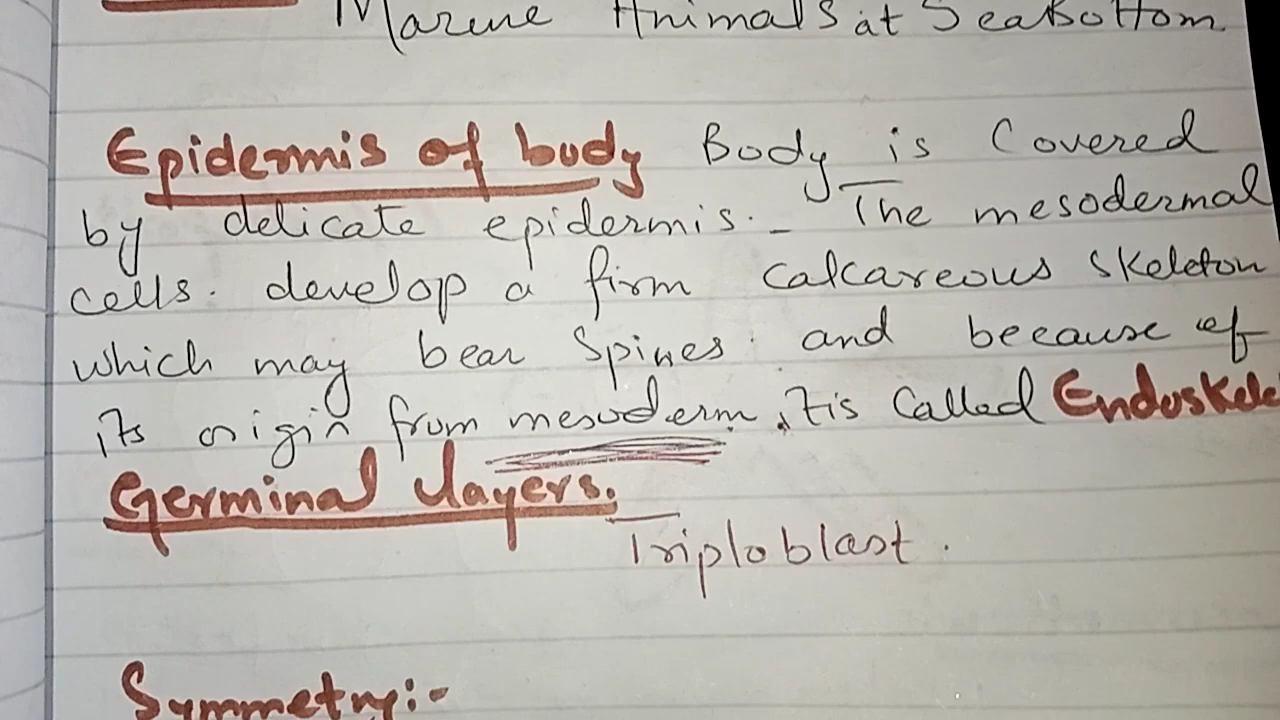 Marine Animals at Sea Bottom
Epidermis of body Body is Covered
by delicate epidermis. The mesodermal
cells. develop a firm calcareous skeleton
which may bear Spines and because of
its origin from mesoderm, It is Called Endoskele
Germinal layers.
Triploblast.
Symmetry:-